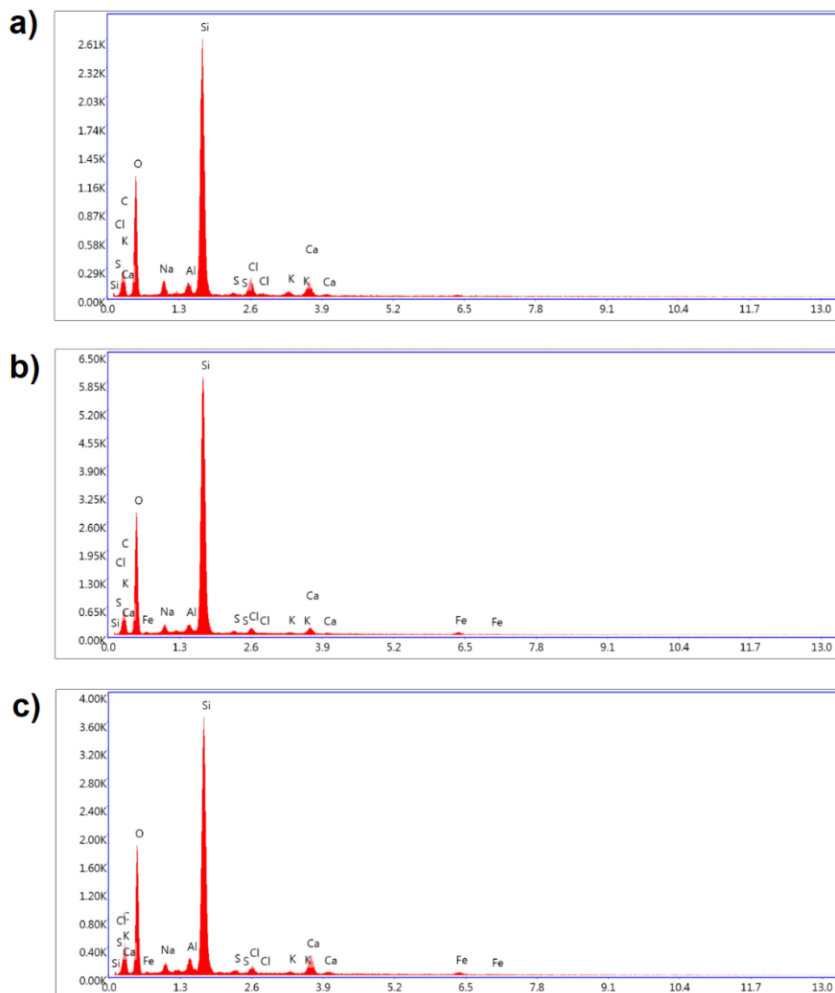 a)
Si
2.61K
2.32K
2.03K
1.74K
1.45K
1.16K
0.87K
0.58K
0.29K
0.00K
O
C
Cl
K
S
Ca
Si
Na
Al
S
S
Cl
Cl
K
K
Ca
Ca
0.0 1.3 2.6 3.9 5.2 6.5 7.8 9.1 10.4 11.7 13.0
b)
Si
6.50K
5.85K
5.20K
4.55K
3.90K
3.25K
2.60K
1.95K
1.30K
0.65K
0.00K
O
C
Cl
K
S
Ca
Si
Fe
Na
Al
S
S
Cl
Cl
K
K
Ca
Ca
Fe
Fe
0.0 1.3 2.6 3.9 5.2 6.5 7.8 9.1 10.4 11.7 13.0
c)
Si
4.00K
3.60K
3.20K
2.80K
2.40K
2.00K
1.60K
1.20K
0.80K
0.40K
0.00K
O
C
Cl
K
S
Ca
Si
Fe
Na
Al
S
S
Cl
Cl
K
K
Ca
Ca
Fe
Fe
0.0 1.3 2.6 3.9 5.2 6.5 7.8 9.1 10.4 11.7 13.0